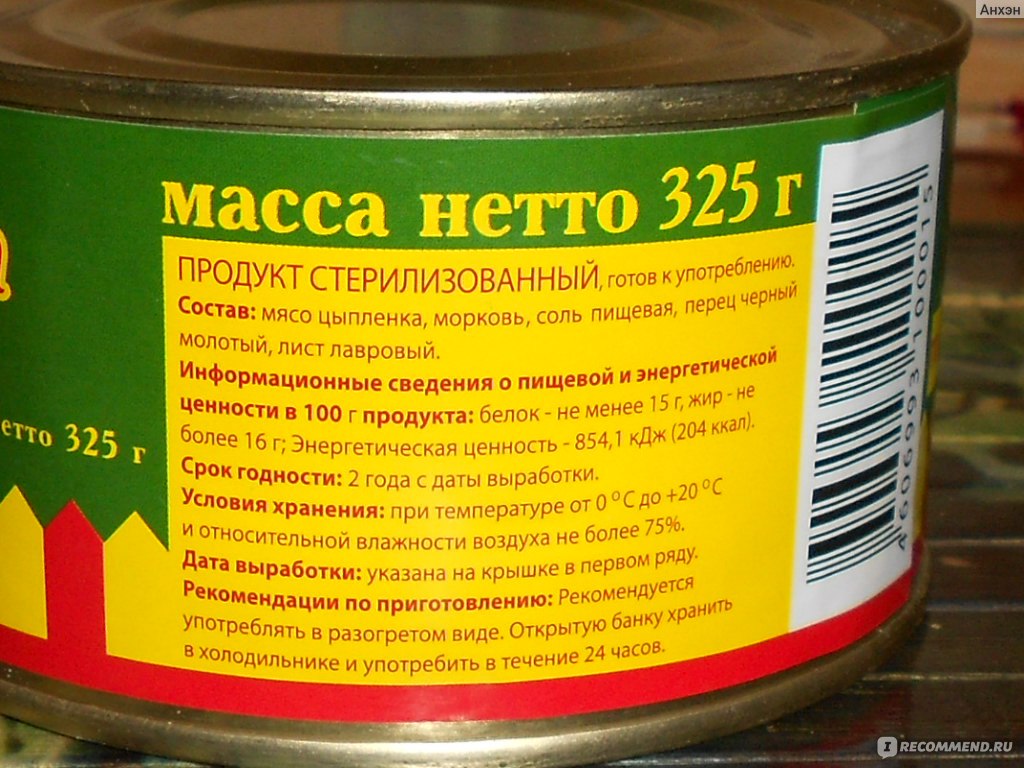 Анхэн
масса нетто 325 г
ПРОДУКТ СТЕРИЛИЗОВАННЫЙ, готов к употреблению.
Состав: мясо цыпленка, морковь, соль пищевая, перец черный
молотый, лист лавровый.
Информационные сведения о пищевой и энергетической
ценности в 100 г продукта: белок - не менее 15 г, жир - не
более 16 г; Энергетическая ценность - 854,1 кДж (204 ккал).
Срок годности: 2 года с даты выработки.
Условия хранения: при температуре от 0 °С до +20 °С
и относительной влажности воздуха не более 75%.
Дата выработки: указана на крышке в первом ряду.
Рекомендации по приготовлению: Рекомендуется
употреблять в разогретом виде. Открытую банку хранить
в холодильнике и употребить в течение 24 часов.
етто 325 г
4 606993 100015
IRECOMMEND.RU